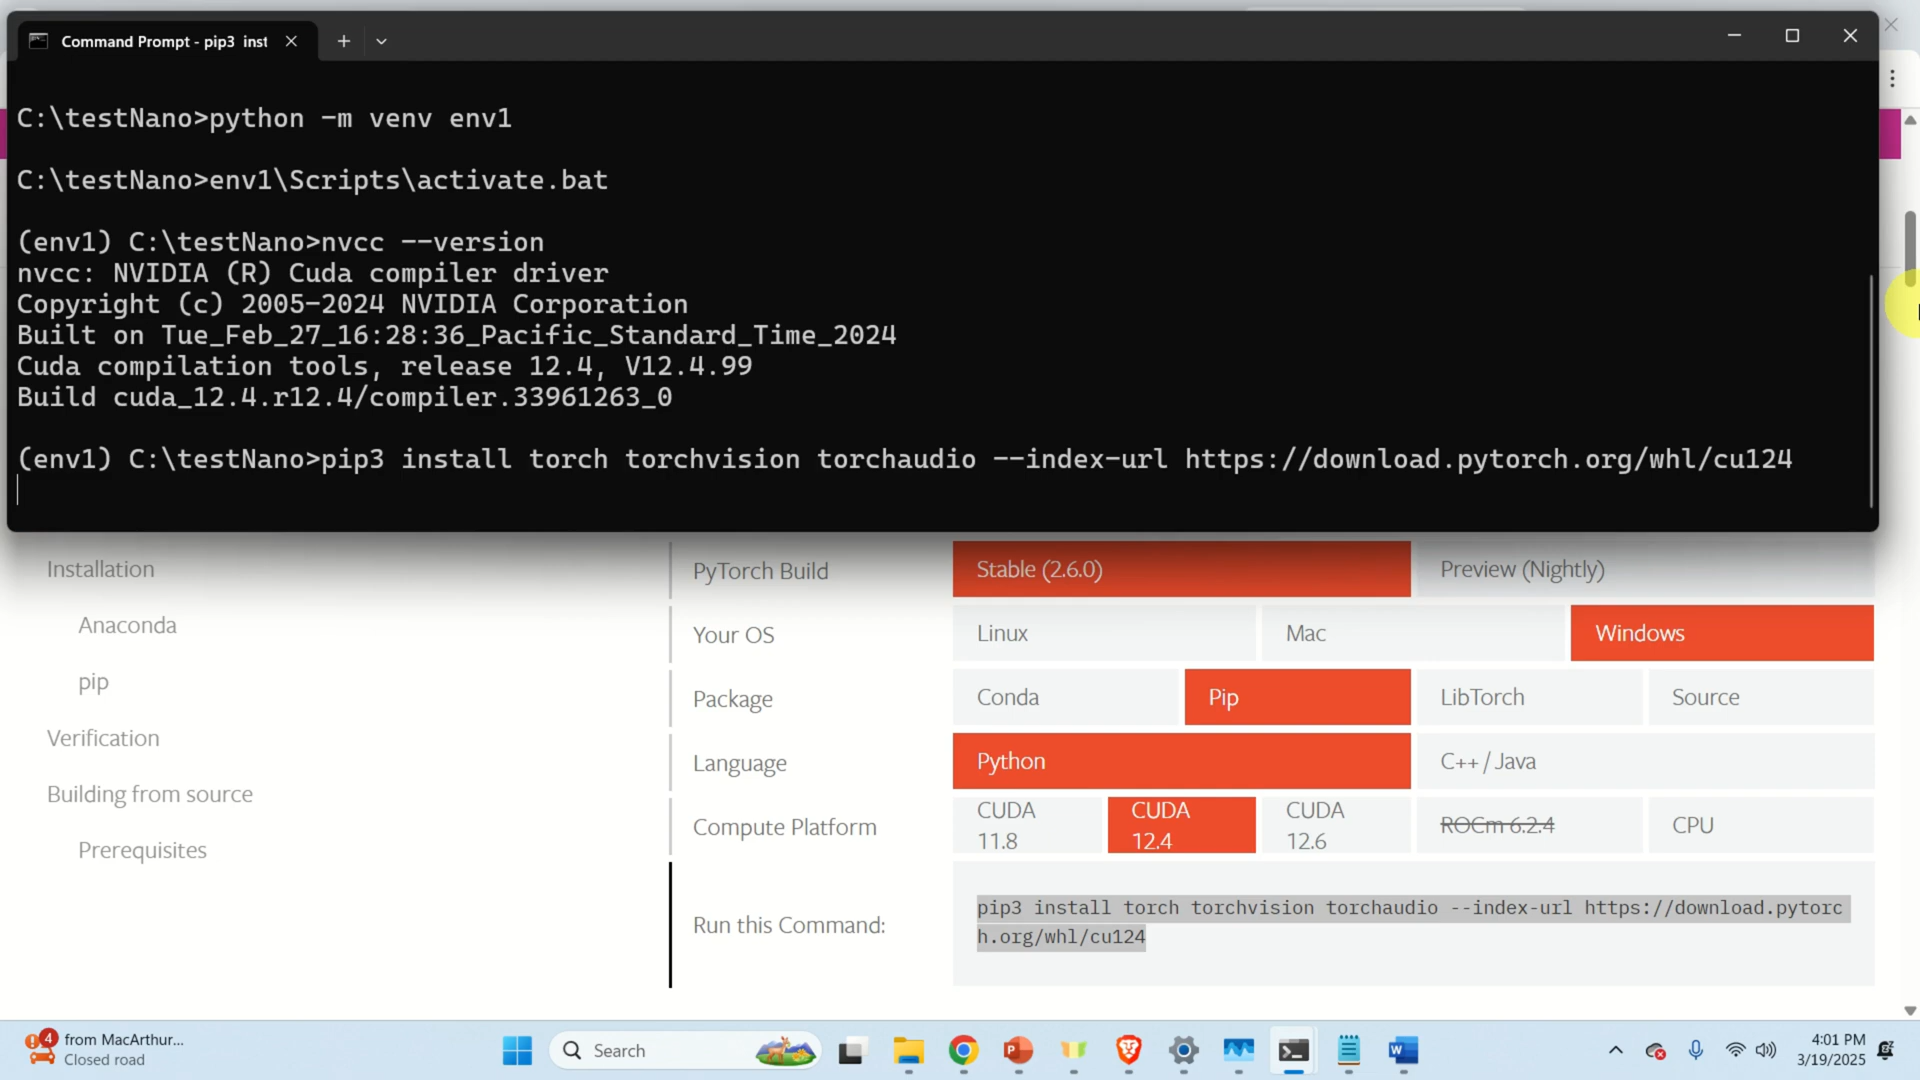 Command Prompt - pip3 inst
C:\testNano>python -m venv env1
C:\testNano>env1\Scripts\activate.bat
(env1) C:\testNano>nvcc --version
nvcc: NVIDIA (R) Cuda compiler driver
Copyright (c) 2005-2024 NVIDIA Corporation
Built on Tue_Feb_27_16:28:36_Pacific_Standard_Time_2024
Cuda compilation tools, release 12.4, V12.4.99
Build cuda_12.4.r12.4/compiler.33961263_0
(env1) C:\testNano>pip3 install torch torchvision torchaudio --index-url https://download.pytorch.org/whl/cu124
Installation
Anaconda
pip
Verification
Building from source
Prerequisites
PyTorch Build
Stable (2.6.0)
Preview (Nightly)
Your OS
Linux
Mac
Windows
Package
Conda
Pip
LibTorch
Source
Language
Python
C++ / Java
Compute Platform
CUDA
11.8
CUDA
12.4
CUDA
12.6
ROCm 6.2.4
CPU
Run this Command:
pip3 install torch torchvision torchaudio --index-url https://download.pytorc
h.org/whl/cu124
4
from MacArthur...
Closed road
Search
4:01 PM
3/19/2025